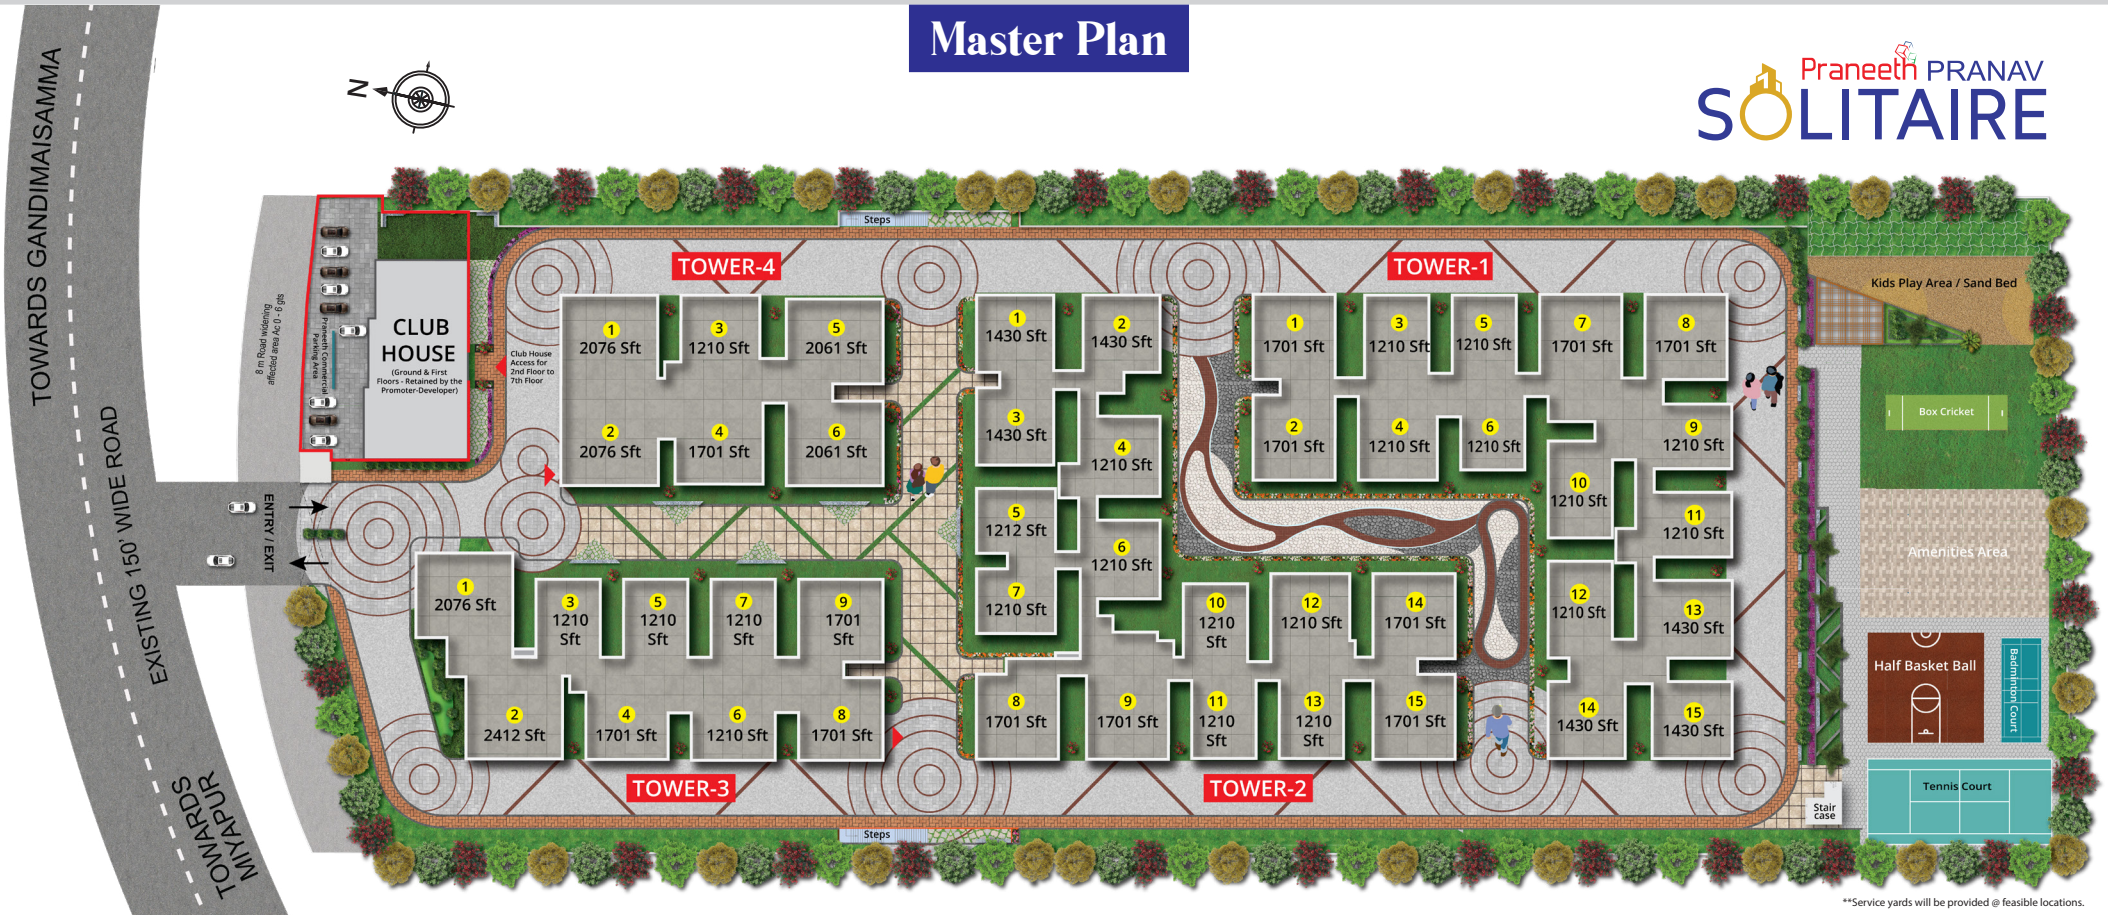 Master Plan
Praneeth PRANAV
SOLITAIRE
N
TOWARDS GANDIMAISAMMA
EXISTING 150' WIDE ROAD
TOWARDS
MIYAPUR
8 m Road widening
affected area Ac 0 - 6 gts
Praneeth Commercial
Parking Area
CLUB
HOUSE
(Ground & First
Floors - Retained by the
Promoter-Developer)
Club House
Access for
2nd Floor to
7th Floor
ENTRY / EXIT
Steps
TOWER-4
1
2076 Sft
3
1210 Sft
5
2061 Sft
2
2076 Sft
4
1701 Sft
6
2061 Sft
TOWER-3
1
2076 Sft
3
1210
Sft
5
1210
Sft
7
1210
Sft
9
1701
Sft
2
2412 Sft
4
1701 Sft
6
1210 Sft
8
1701 Sft
Steps
TOWER-2
1
1430 Sft
2
1430 Sft
3
1430 Sft
4
1210 Sft
5
1212 Sft
6
1210 Sft
7
1210 Sft
8
1701 Sft
9
1701 Sft
10
1210
Sft
11
1210
Sft
12
1210 Sft
13
1210
Sft
14
1701 Sft
15
1701 Sft
TOWER-1
1
1701 Sft
3
1210 Sft
5
1210 Sft
7
1701 Sft
8
1701 Sft
2
1701 Sft
4
1210 Sft
6
1210 Sft
9
1210 Sft
10
1210 Sft
11
1210 Sft
12
1210 Sft
13
1430 Sft
14
1430 Sft
15
1430 Sft
Kids Play Area / Sand Bed
Box Cricket
Amenities Area
Half Basket Ball
Badminton Court
Tennis Court
Stair
case
**Service yards will be provided @ feasible locations.